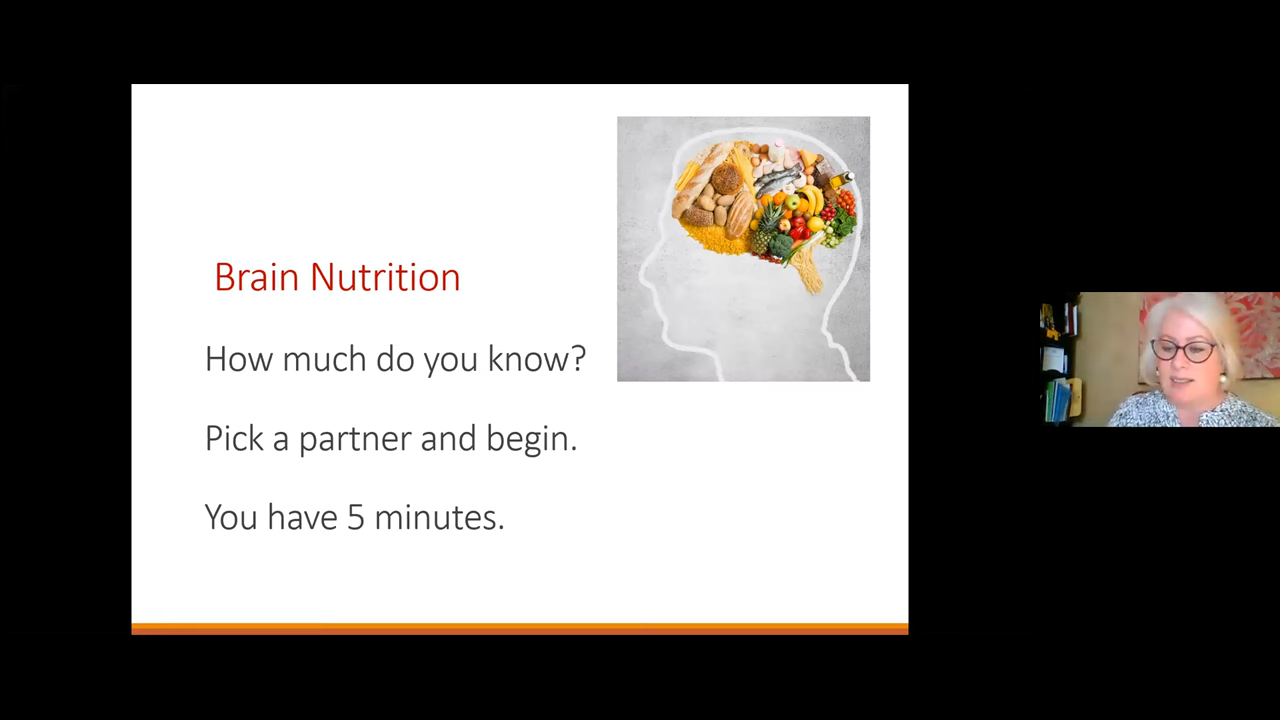 Brain Nutrition
How much do you know?
Pick a partner and begin.
You have 5 minutes.